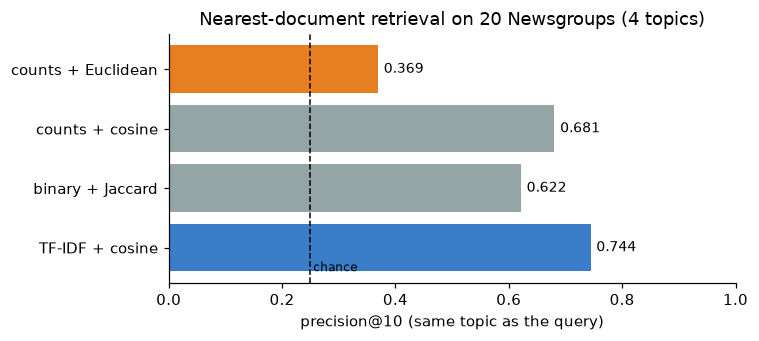 Nearest-document retrieval on 20 Newsgroups (4 topics)
counts + Euclidean
0.369
counts + cosine
0.681
binary + Jaccard
0.622
TF-IDF + cosine
0.744
chance
0.0 0.2 0.4 0.6 0.8 1.0
precision@10 (same topic as the query)